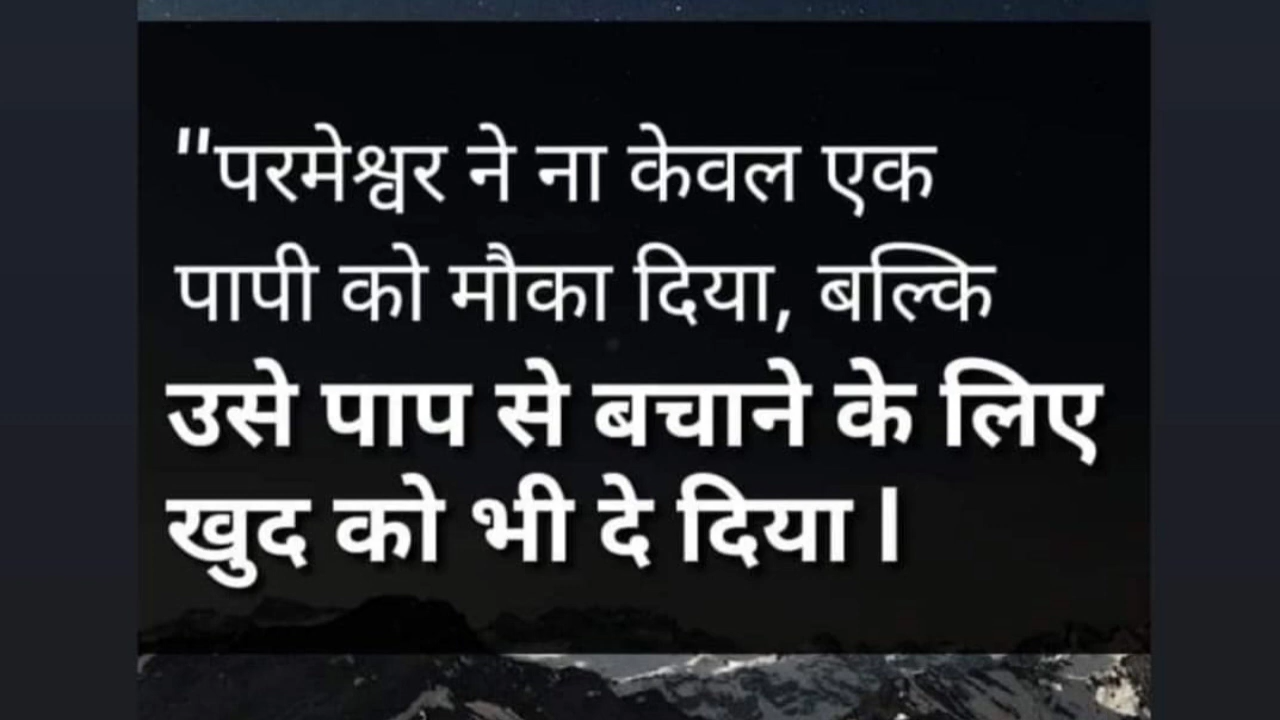 "परमेश्वर ने ना केवल एक
पापी को मौका दिया, बल्कि
उसे पाप से बचाने के लिए
खुद को भी दे दिया।